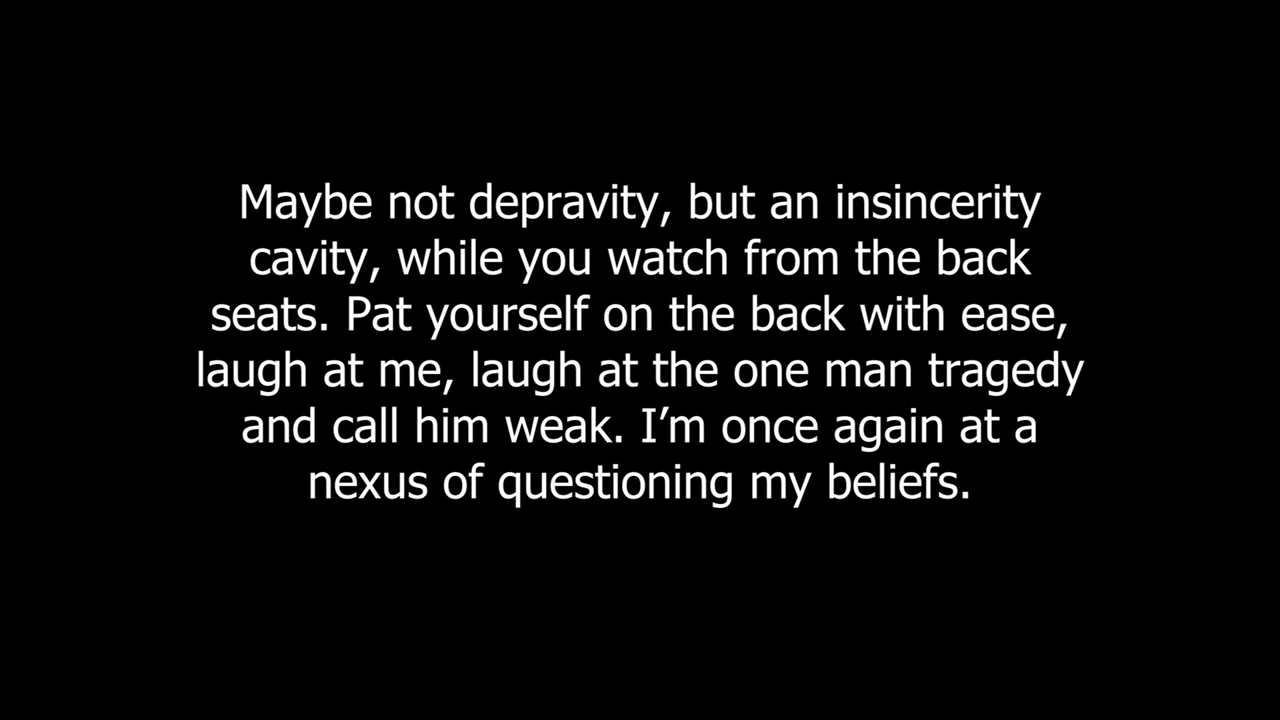 Maybe not depravity, but an insincerity
cavity, while you watch from the back
seats. Pat yourself on the back with ease,
laugh at me, laugh at the one man tragedy
and call him weak. I’m once again at a
nexus of questioning my beliefs.